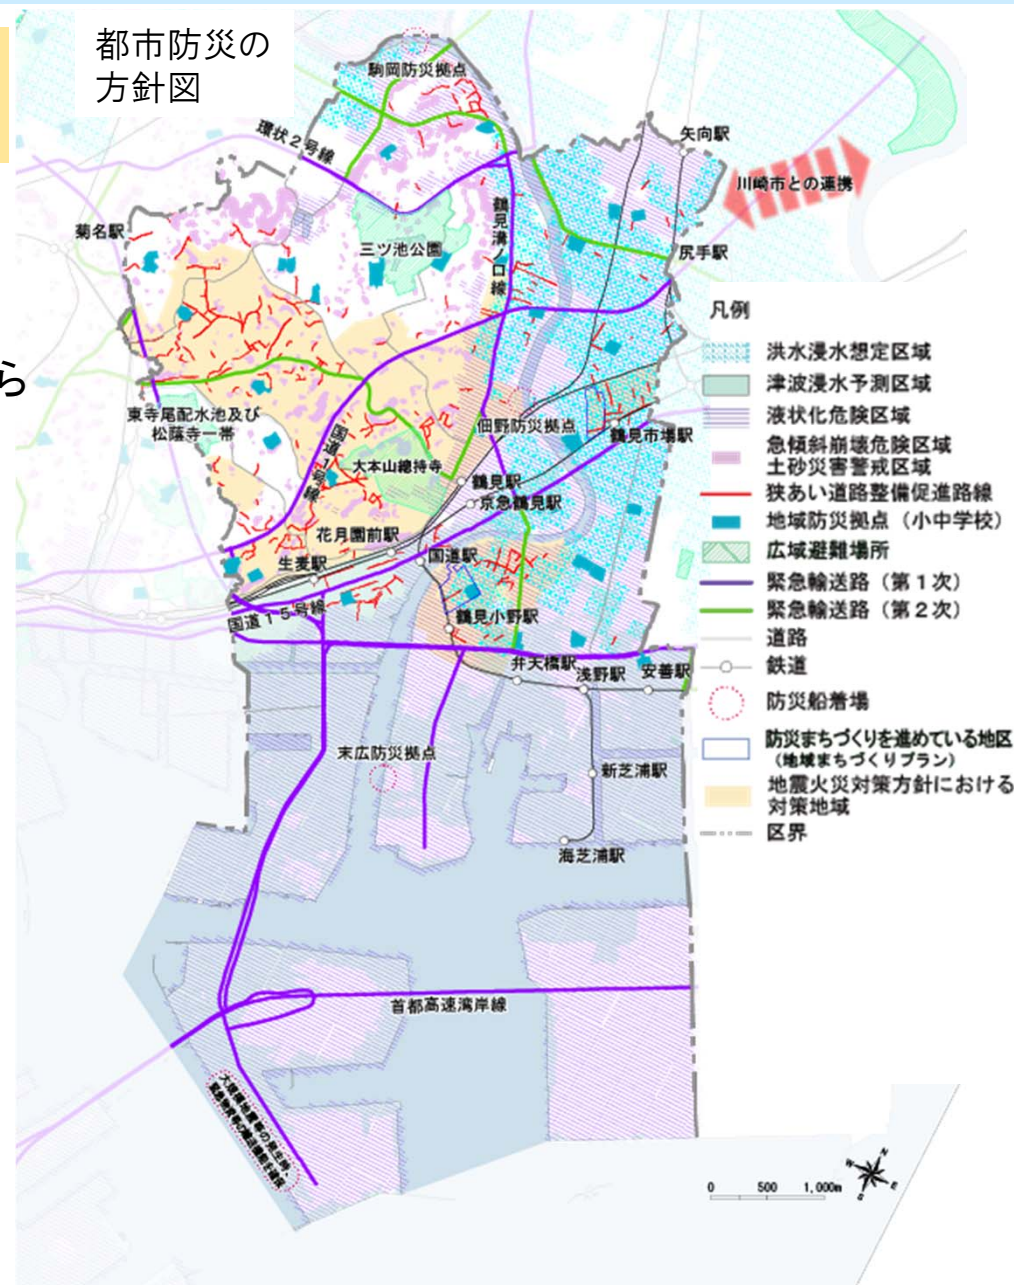 都市防災の
方針図
ら
駒岡防災拠点
環状２号線
矢向駅
川崎市との連携
菊名駅
鶴見溝ノ口線
三ツ池公園
尻手駅
東寺尾配水池及び
松蔭寺一帯
国道1号線
佃野防災拠点
鶴見市場駅
大本山總持寺
鶴見駅
京急鶴見駅
花月園前駅
国道駅
生麦駅
国道１５号線
鶴見小野駅
弁天橋駅
浅野駅
安善駅
末広防災拠点
新芝浦駅
海芝浦駅
首都高速湾岸線
凡例
洪水浸水想定区域
津波浸水予測区域
液状化危険区域
急傾斜崩壊危険区域
土砂災害警戒区域
狭あい道路整備促進路線
地域防災拠点（小中学校）
広域避難場所
緊急輸送路（第１次）
緊急輸送路（第２次）
道路
鉄道
防災船着場
防災まちづくりを進めている地区
（地域まちづくりプラン）
地震火災対策方針における
対策地域
区界
N
W
E
S
0 500 1,000m